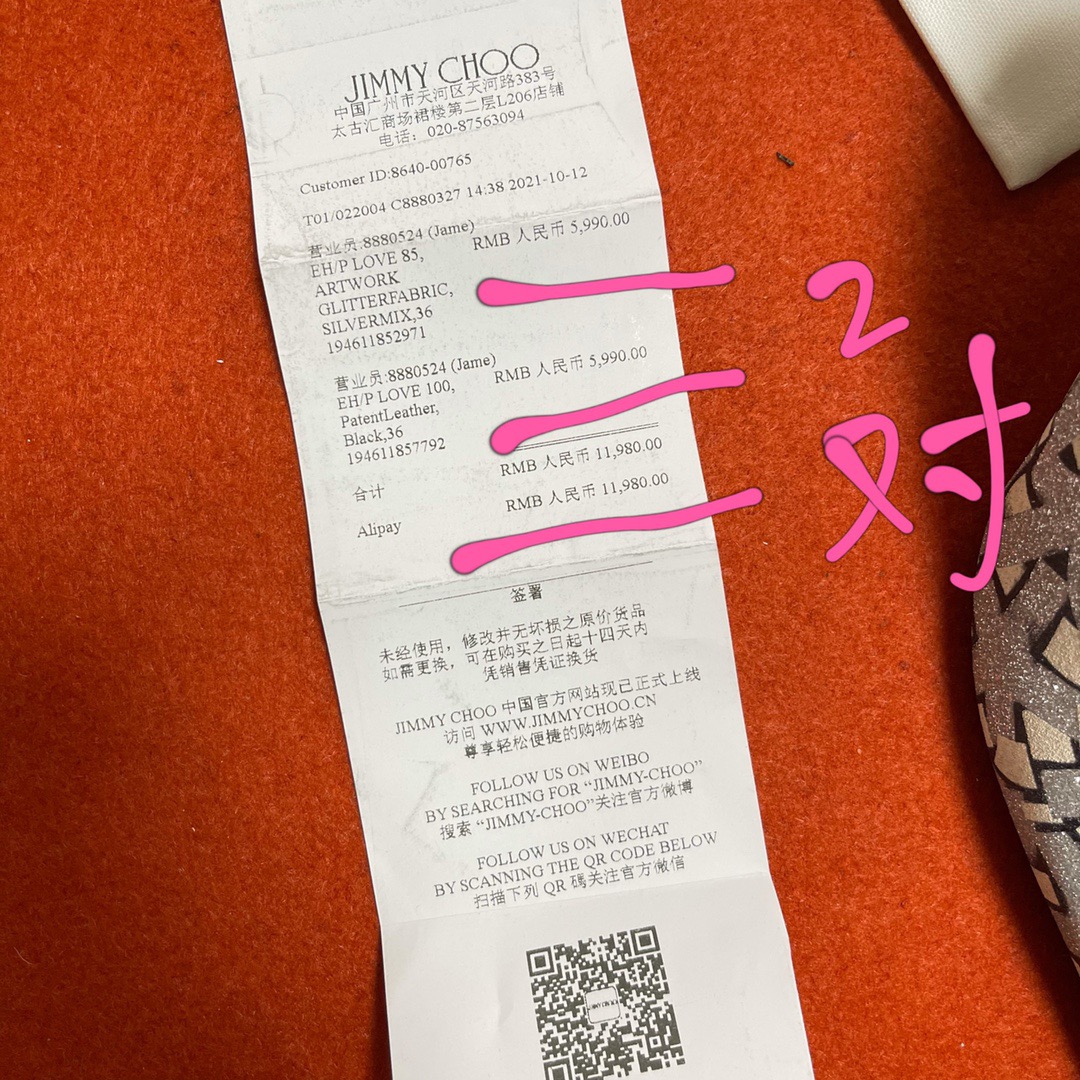 JIMMY CHOO
中国广州市天河区天河路383号
太古汇商场裙楼第二层L206店铺
电话：020-87563094
Customer ID:8640-00765
T01/022004 C8880327 14:38 2021-10-12
营业员:8880524 (Jame)
RMB 人民币 5,990.00
EH/P LOVE 85,
ARTWORK
GLITTERFABRIC,
SILVERMIX,36
194611852971
营业员:8880524 (Jame)
RMB 人民币 5,990.00
EH/P LOVE 100,
PatentLeather,
Black,36
194611857792
合计 RMB 人民币 11,980.00
Alipay RMB 人民币 11,980.00
2
双
对
签署
未经使用，修改并无坏损之原价货品
如需更换，可在购买之日起十四天内
凭销售凭证换货
JIMMY CHOO 中国官方网站现已正式上线
访问 WWW.JIMMYCHOO.CN
尊享轻松便捷的购物体验
FOLLOW US ON WEIBO
BY SEARCHING FOR “JIMMY-CHOO”
搜索 “JIMMY-CHOO”关注官方微博
FOLLOW US ON WECHAT
BY SCANNING THE QR CODE BELOW
扫描下列 QR 码关注官方微信